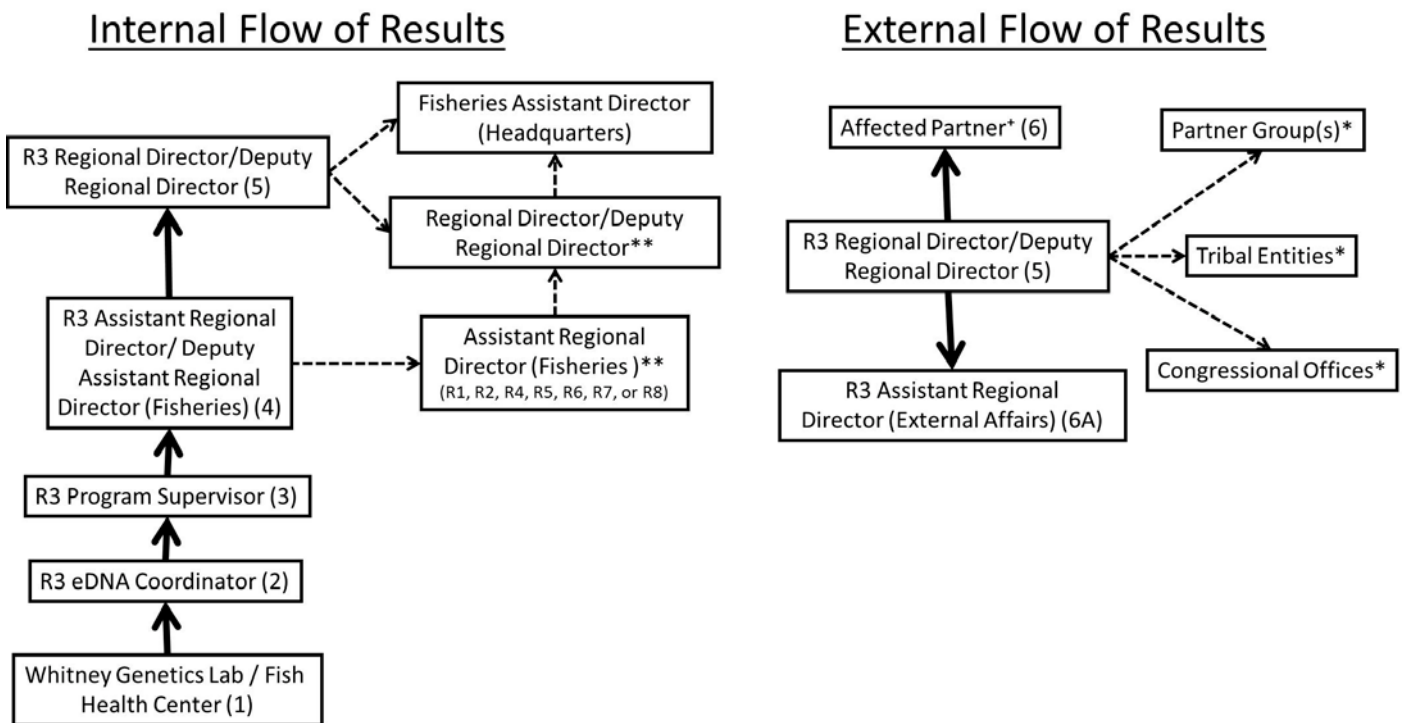 Internal Flow of Results
Fisheries Assistant Director
(Headquarters)
R3 Regional Director/Deputy
Regional Director (5)
Regional Director/Deputy
Regional Director**
R3 Assistant Regional
Director/ Deputy
Assistant Regional
Director (Fisheries) (4)
Assistant Regional
Director (Fisheries )**
(R1, R2, R4, R5, R6, R7, or R8)
R3 Program Supervisor (3)
R3 eDNA Coordinator (2)
Whitney Genetics Lab / Fish
Health Center (1)
External Flow of Results
Affected Partner⁺ (6)
Partner Group(s)*
R3 Regional Director/Deputy
Regional Director (5)
Tribal Entities*
Congressional Offices*
R3 Assistant Regional
Director (External Affairs) (6A)